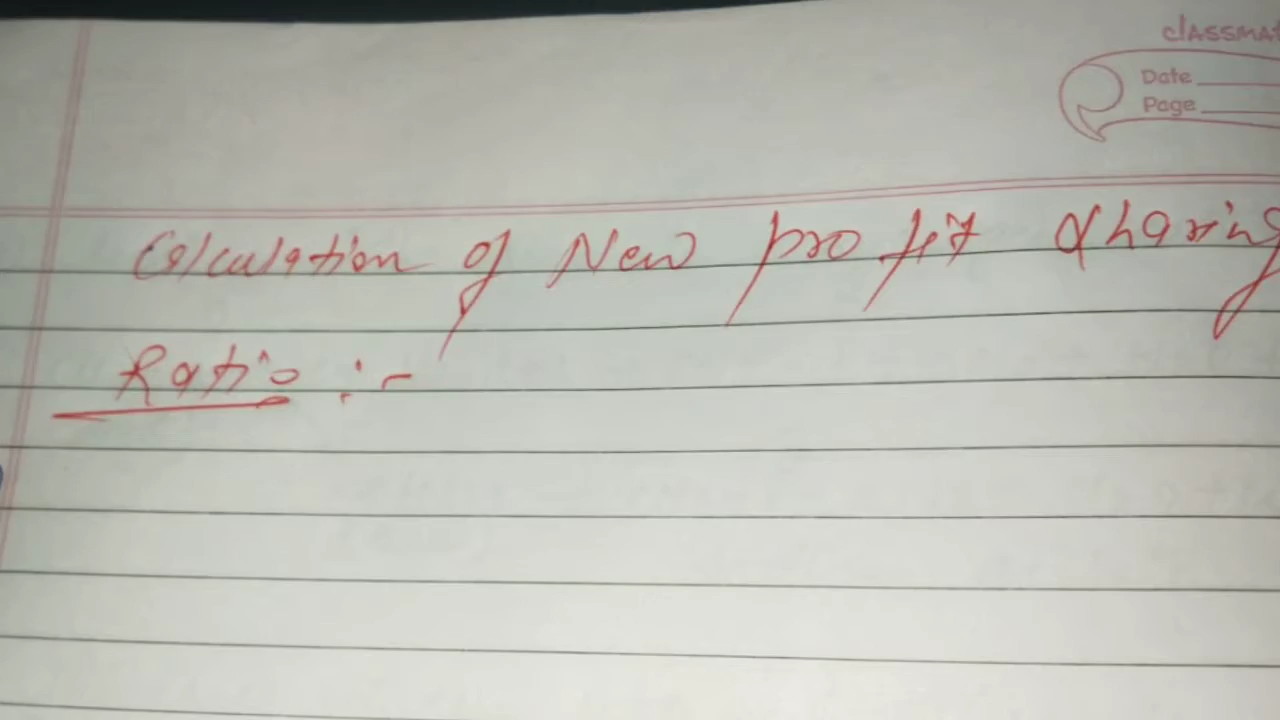 classmat
Date
Page
Calculation of New profit sharing
Ratio :-